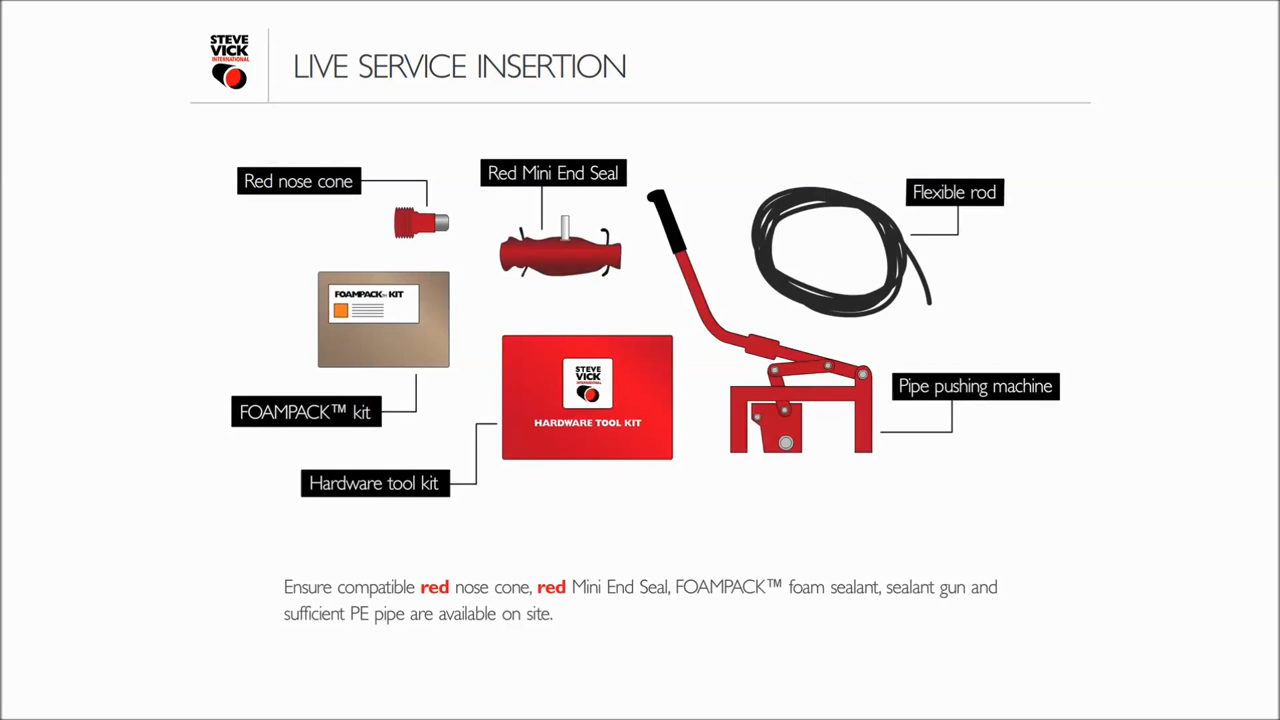 STEVE
VICK
INTERNATIONAL
LIVE SERVICE INSERTION
Red nose cone
Red Mini End Seal
Flexible rod
FOAMPACK™ KIT
STEVE
VICK
INTERNATIONAL
HARDWARE TOOL KIT
Pipe pushing machine
FOAMPACK™ kit
Hardware tool kit
Ensure compatible red nose cone, red Mini End Seal, FOAMPACK™ foam sealant, sealant gun and
sufficient PE pipe are available on site.